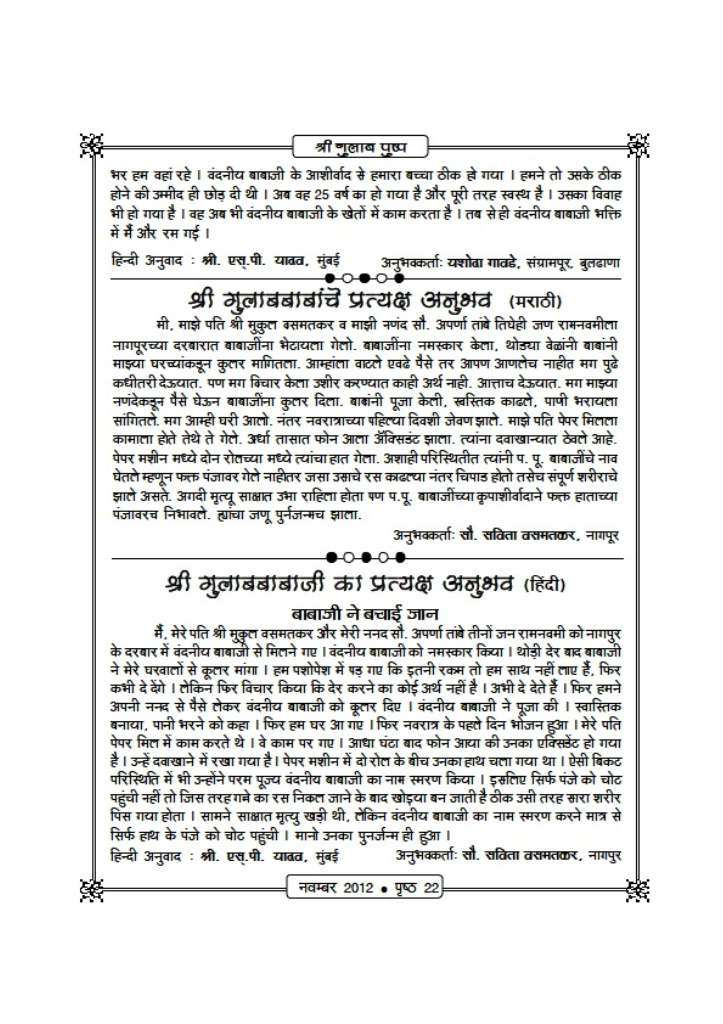 श्री गुलाब पुष्प
भर हम वहां रहे । वंदनीय बाबाजी के आशीर्वाद से हमारा बच्चा ठीक हो गया । हमने तो उसके ठीक
होने की उम्मीद ही छोड़ दी थी । अब वह 25 वर्ष का हो गया है और पूरी तरह स्वस्थ है । उसका विवाह
भी हो गया है । वह अब भी वंदनीय बाबाजी के खेतों में काम करता है । तब से ही वंदनीय बाबाजी भक्ति
में मैं और रम गई ।
हिन्दी अनुवाद : श्री. एस्.पी. यादव, मुंबई अनुभवकर्ताः यशोदा गावंडे, संग्रामपूर, बुलढाणा
श्री गुलाबबाबांचे प्रत्यक्ष अनुभव (मराठी)
मी, माझे पति श्री मुकुल वसमतकर व माझी नणंद सौ. अपर्णा तांबे तिघेही जण रामनवमीला
नागपूरच्या दरबारात बाबाजींना भेटायला गेलो. बाबाजींना नमस्कार केला, थोड्या वेळांनी बाबांनी
माझ्या घरच्यांकडून कुलर मागितला. आम्हांला वाटले एवढे पैसे तर आपण आणलेच नाहीत मग पुढे
कधीतरी देऊयात. पण मग विचार केला उशीर करण्यात काही अर्थ नाही. आत्ताच देऊयात. मग माझ्या
नणंदेकडून पैसे घेऊन बाबाजींना कुलर दिला. बाबांनी पूजा केली, स्वस्तिक काढले, पाणी भरायला
सांगितले. मग आम्ही घरी आलो. नंतर नवरात्राच्या पहिल्या दिवशी जेवण झाले. माझे पति पेपर मिलला
कामाला होते तेथे ते गेले. अर्धा तासात फोन आला ॲक्सिडंट झाला. त्यांना दवाखान्यात ठेवले आहे.
पेपर मशीन मध्ये दोन रोलच्या मध्ये त्यांचा हात गेला. अशाही परिस्थितीत त्यांनी प. पू. बाबाजींचे नाव
घेतले म्हणून फक्त पंजावर गेले नाहीतर जसा उसाचे रस काढल्या नंतर चिपाड होतो तसेच संपूर्ण शरीराचे
झाले असते. अगदी मृत्यू साक्षात उभा राहिला होता पण प.पू. बाबाजींच्या कृपाशीर्वादाने फक्त हाताच्या
पंजावरच निभावले. ह्यांचा जणू पुर्नजन्मच झाला.
अनुभवकर्ताः सौ. सविता वसमतकर, नागपूर
श्री गुलाबबाबाजी का प्रत्यक्ष अनुभव (हिंदी)
बाबाजी ने बचाई जान
मैं, मेरे पति श्री मुकुल वसमतकर और मेरी ननद सौ. अपर्णा तांबे तीनों जन रामनवमी को नागपुर
के दरबार में वंदनीय बाबाजी से मिलने गए । वंदनीय बाबाजी को नमस्कार किया । थोड़ी देर बाद बाबाजी
ने मेरे घरवालों से कूलर मांगा । हम पशोपेश में पड़ गए कि इतनी रकम तो हम साथ नहीं लाए हैं, फिर
कभी दे देंगे । लेकिन फिर विचार किया कि देर करने का कोई अर्थ नहीं है । अभी दे देते हैं । फिर हमने
अपनी ननद से पैसे लेकर वंदनीय बाबाजी को कूलर दिए । वंदनीय बाबाजी ने पूजा की । स्वास्तिक
बनाया, पानी भरने को कहा । फिर हम घर आ गए । फिर नवरात्र के पहले दिन भोजन हुआ । मेरे पति
पेपर मिल में काम करते थे । वे काम पर गए । आधा घंटा बाद फोन आया की उनका एक्सिडेंट हो गया
है । उन्हें दवाखाने में रखा गया है । पेपर मशीन में दो रोल के बीच उनका हाथ चला गया था । ऐसी बिकट
परिस्थिति में भी उन्होंने परम पूज्य वंदनीय बाबाजी का नाम स्मरण किया । इसलिए सिर्फ पंजे को चोट
पहुंची नहीं तो जिस तरह गन्ने का रस निकल जाने के बाद खोइया बन जाती है ठीक उसी तरह सारा शरीर
पिस गया होता । सामने साक्षात मृत्यु खड़ी थी, लेकिन वंदनीय बाबाजी का नाम स्मरण करने मात्र से
सिर्फ हाथ के पंजे को चोट पहुंची । मानो उनका पुनर्जन्म ही हुआ ।
हिन्दी अनुवाद : श्री. एस्.पी. यादव, मुंबई अनुभवकर्ताः सौ. सविता वसमतकर, नागपुर
नवम्बर 2012 ● पृष्ठ 22